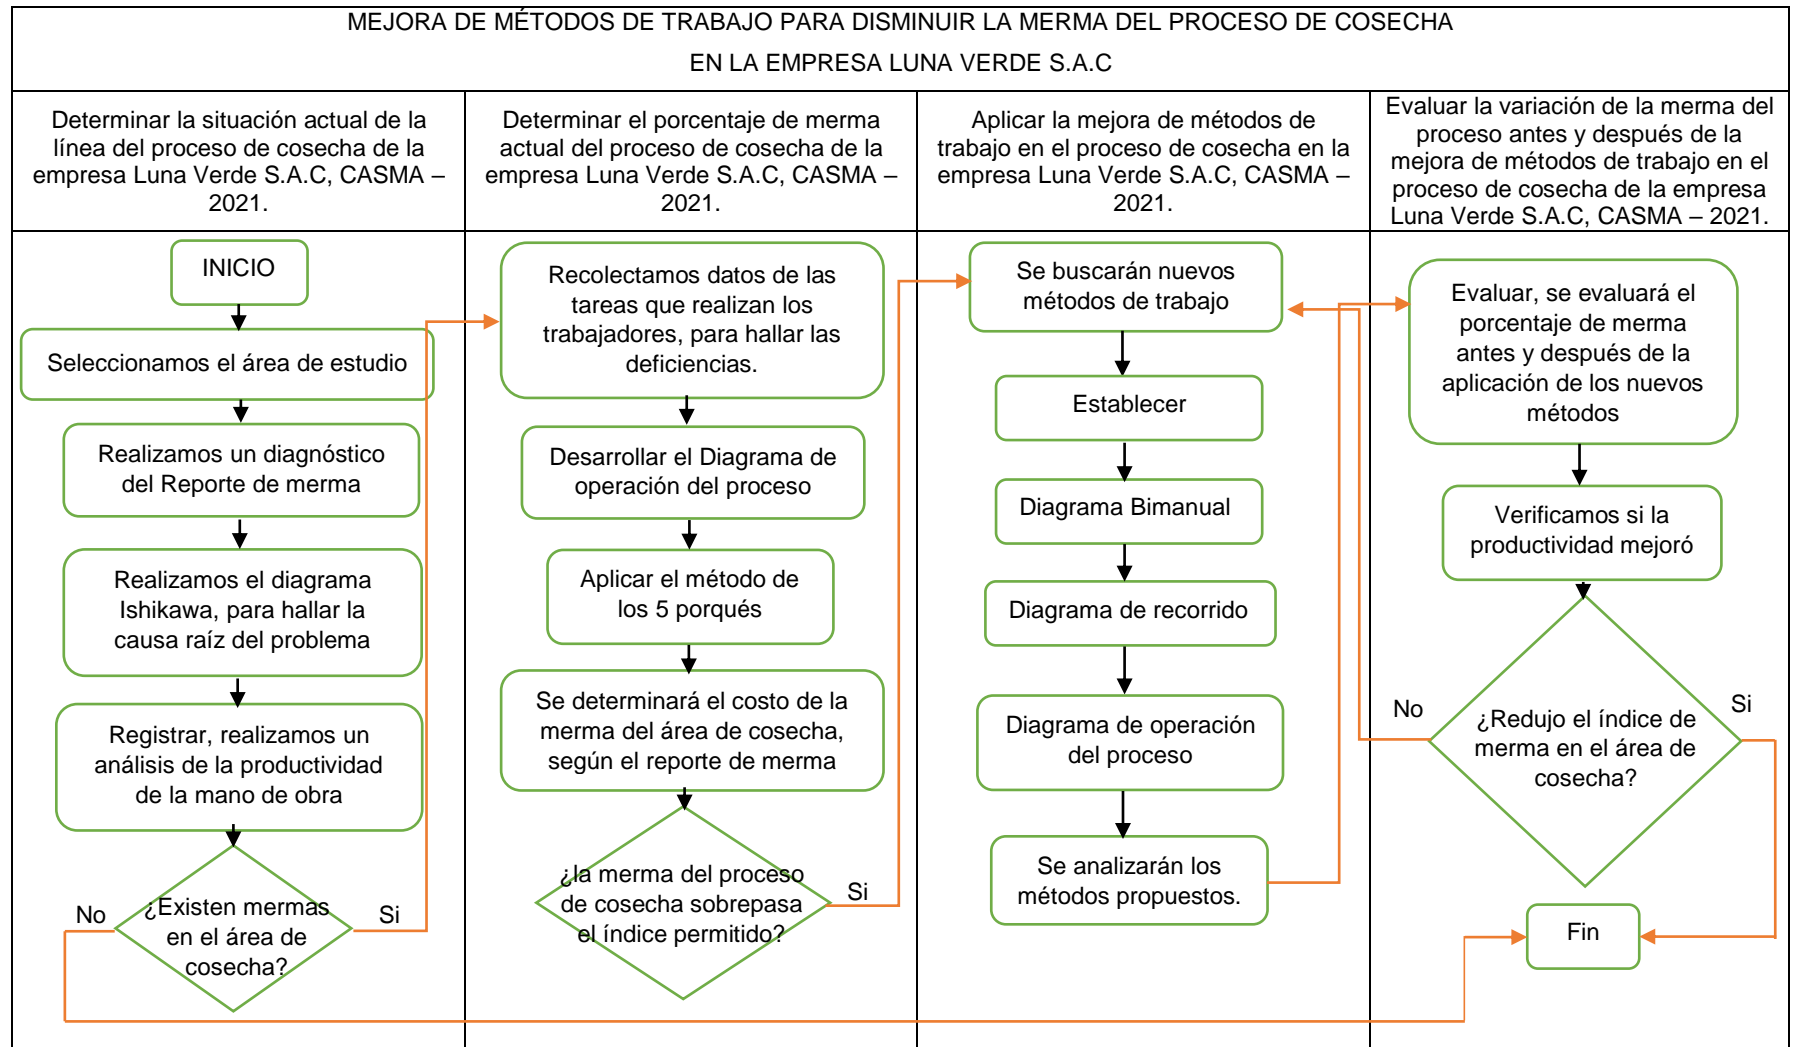 MEJORA DE MÉTODOS DE TRABAJO PARA DISMINUIR LA MERMA DEL PROCESO DE COSECHA
EN LA EMPRESA LUNA VERDE S.A.C
Determinar la situación actual de la
línea del proceso de cosecha de la
empresa Luna Verde S.A.C, CASMA –
2021.
Determinar el porcentaje de merma
actual del proceso de cosecha de la
empresa Luna Verde S.A.C, CASMA –
2021.
Aplicar la mejora de métodos de
trabajo en el proceso de cosecha en la
empresa Luna Verde S.A.C, CASMA –
2021.
Evaluar la variación de la merma del
proceso antes y después de la
mejora de métodos de trabajo en el
proceso de cosecha de la empresa
Luna Verde S.A.C, CASMA – 2021.
INICIO
Seleccionamos el área de estudio
Realizamos un diagnóstico
del Reporte de merma
Realizamos el diagrama
Ishikawa, para hallar la
causa raíz del problema
Registrar, realizamos un
análisis de la productividad
de la mano de obra
No
¿Existen mermas
en el área de
cosecha?
Si
Recolectamos datos de las
tareas que realizan los
trabajadores, para hallar las
deficiencias.
Desarrollar el Diagrama de
operación del proceso
Aplicar el método de
los 5 porqués
Se determinará el costo de la
merma del área de cosecha,
según el reporte de merma
¿la merma del proceso
de cosecha sobrepasa
el índice permitido?
Si
Se buscarán nuevos
métodos de trabajo
Establecer
Diagrama Bimanual
Diagrama de recorrido
Diagrama de operación
del proceso
Se analizarán los
métodos propuestos.
Evaluar, se evaluará el
porcentaje de merma
antes y después de la
aplicación de los nuevos
métodos
Verificamos si la
productividad mejoró
No
¿Redujo el índice de
merma en el área de
cosecha?
Si
Fin